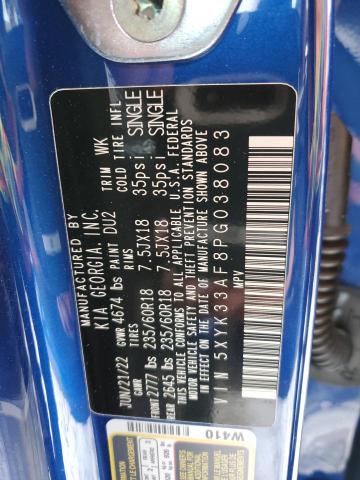 MANUFACTURED BY
KIA GEORGIA, INC.
JUN/21/22 PAINT DU2 TRIM WK
GVWR 4674 lbs
GAWR RIMS COLD TIRE INFL
FRONT 2777 lbs 235/60R18 7.5JX18 35psi SINGLE
REAR 2645 lbs 235/60R18 7.5JX18 35psi SINGLE
THIS VEHICLE CONFORMS TO ALL APPLICABLE U.S.A. FEDERAL
MOTOR VEHICLE SAFETY AND THEFT PREVENTION STANDARDS
IN EFFECT ON THE DATE OF MANUFACTURE SHOWN ABOVE.
VIN 5XYK33AF8PG038083
MPV
W410